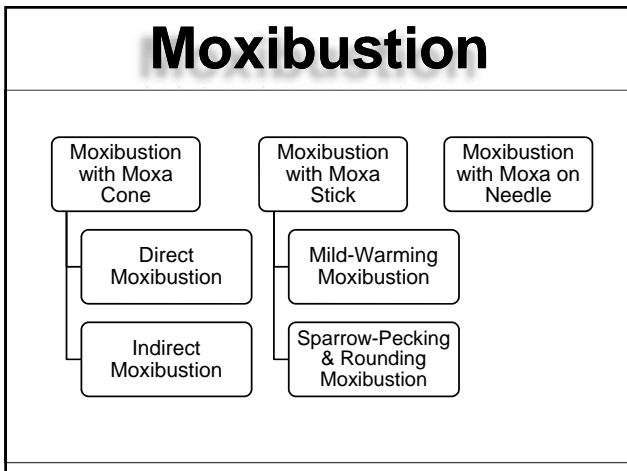 Moxibustion
Moxibustion
with Moxa
Cone
Direct
Moxibustion
Indirect
Moxibustion
Moxibustion
with Moxa
Stick
Mild-Warming
Moxibustion
Sparrow-Pecking
& Rounding
Moxibustion
Moxibustion
with Moxa on
Needle